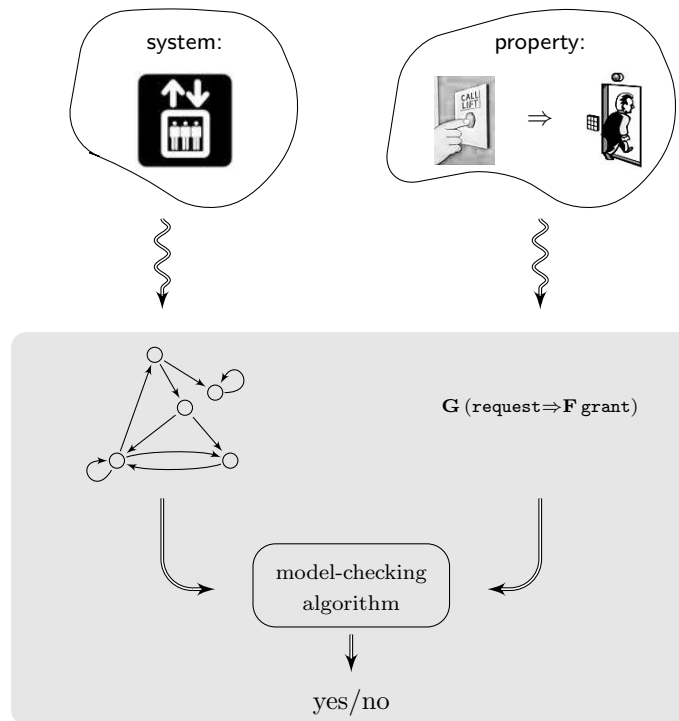 system:
property:
CALL
LIFT
⇒
G (request⇒F grant)
model-checking
algorithm
yes/no